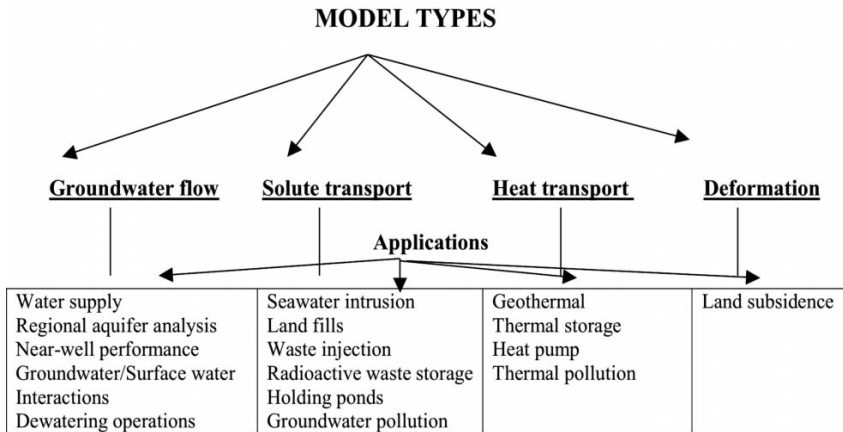 MODEL TYPES
Groundwater flow
Solute transport
Heat transport
Deformation
Applications
Water supply
Regional aquifer analysis
Near-well performance
Groundwater/Surface water
Interactions
Dewatering operations
Seawater intrusion
Land fills
Waste injection
Radioactive waste storage
Holding ponds
Groundwater pollution
Geothermal
Thermal storage
Heat pump
Thermal pollution
Land subsidence